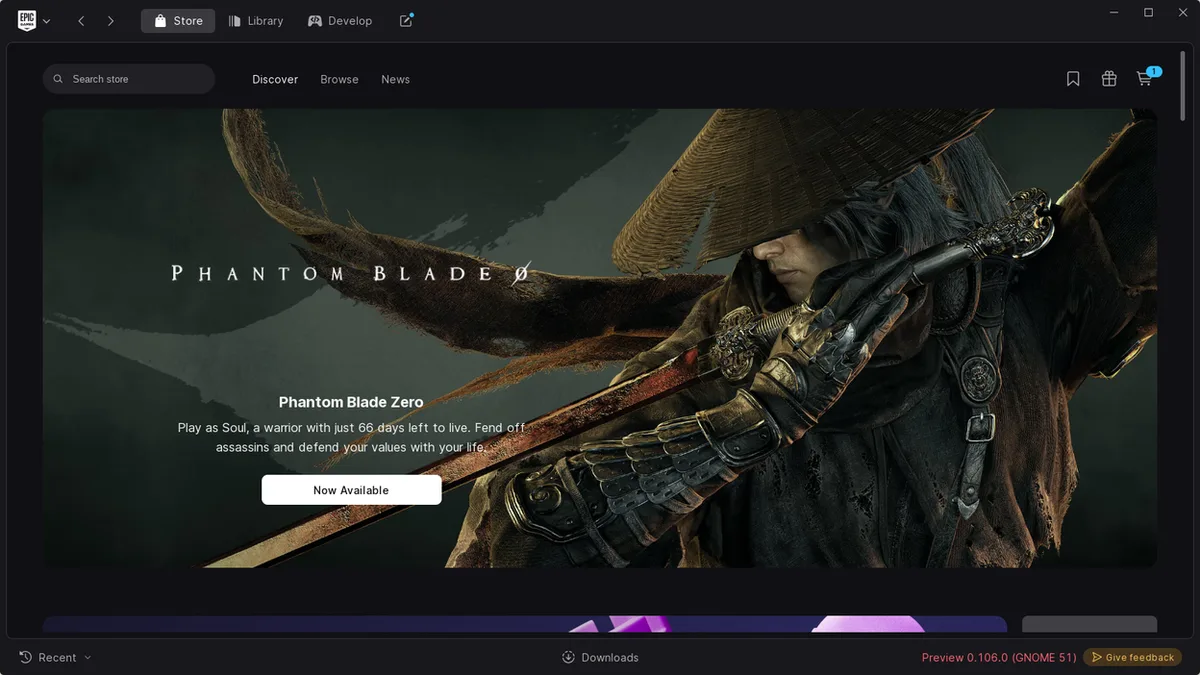 EPIC
GAMES
Store
Library
Develop
Search store
Discover
Browse
News
1
PHANTOM BLADE 0
Phantom Blade Zero
Play as Soul, a warrior with just 66 days left to live. Fend off
assassins and defend your values with your life.
Now Available
Recent
Downloads
Preview 0.106.0 (GNOME 51)
Give feedback